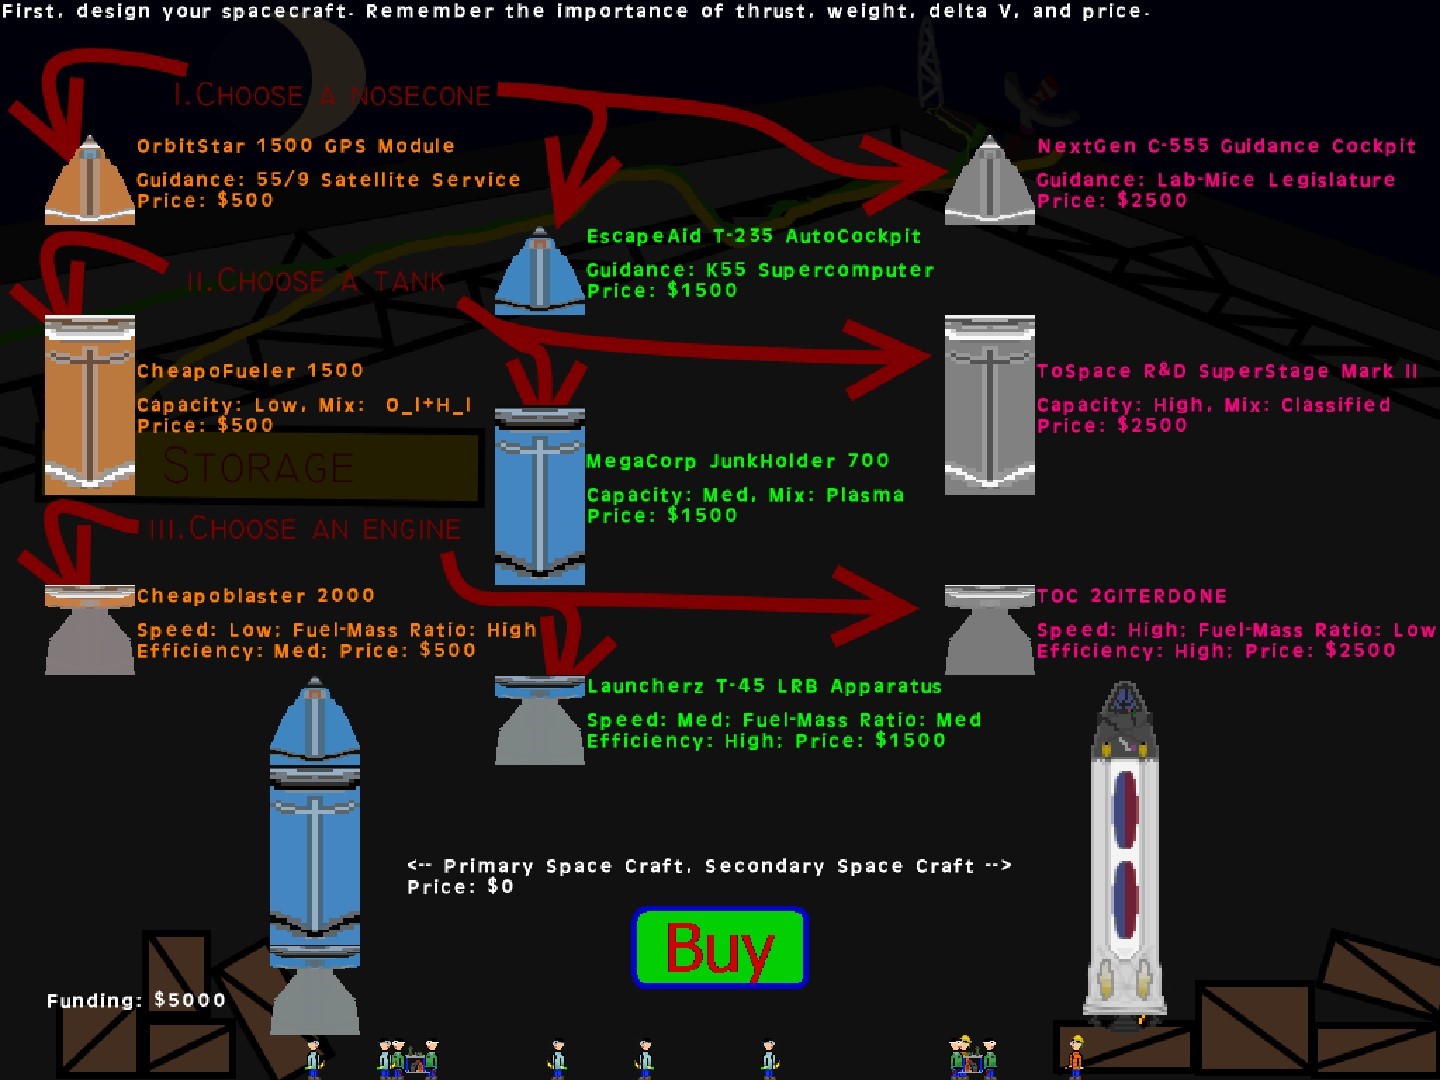 First, design your spacecraft. Remember the importance of thrust, weight, delta V, and price.
I.Choose a nosecone
OrbitStar 1500 GPS Module
Guidance: 55/9 Satellite Service
Price: $500
EscapeAid T-235 AutoCockpit
Guidance: K55 Supercomputer
Price: $1500
NextGen C-555 Guidance Cockpit
Guidance: Lab-Mice Legislature
Price: $2500
II.Choose a tank
CheapoFueler 1500
Capacity: Low, Mix: O_l+H_l
Price: $500
MegaCorp JunkHolder 700
Capacity: Med, Mix: Plasma
Price: $1500
ToSpace R&D SuperStage Mark II
Capacity: High, Mix: Classified
Price: $2500
Storage
III.Choose an engine
Cheapoblaster 2000
Speed: Low; Fuel-Mass Ratio: High
Efficiency: Med; Price: $500
Launcherz T-45 LRB Apparatus
Speed: Med; Fuel-Mass Ratio: Med
Efficiency: High; Price: $1500
TOC 2GITERDONE
Speed: High; Fuel-Mass Ratio: Low
Efficiency: High; Price: $2500
<-- Primary Space Craft, Secondary Space Craft -->
Price: $0
Buy
Funding: $5000